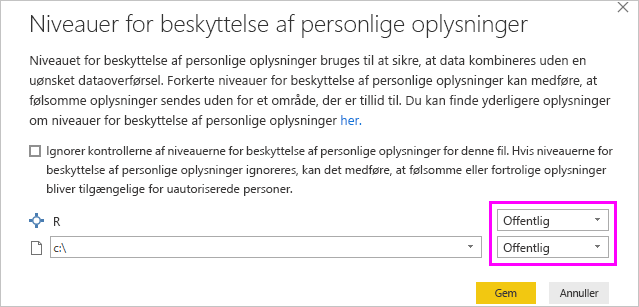 Niveauer for beskyttelse af personlige oplysninger
Niveauet for beskyttelse af personlige oplysninger bruges til at sikre, at data kombineres uden en
uønsket dataoverførsel. Forkerte niveauer for beskyttelse af personlige oplysninger kan medføre, at
følsomme oplysninger sendes uden for et område, der er tillid til. Du kan finde yderligere oplysninger
om niveauer for beskyttelse af personlige oplysninger her.
Ignorer kontrollerne af niveauerne for beskyttelse af personlige oplysninger for denne fil. Hvis niveauerne for
beskyttelse af personlige oplysninger ignoreres, kan det medføre, at følsomme eller fortrolige oplysninger
bliver tilgængelige for uautoriserede personer.
R Offentlig
c:\ Offentlig
Gem Annuller